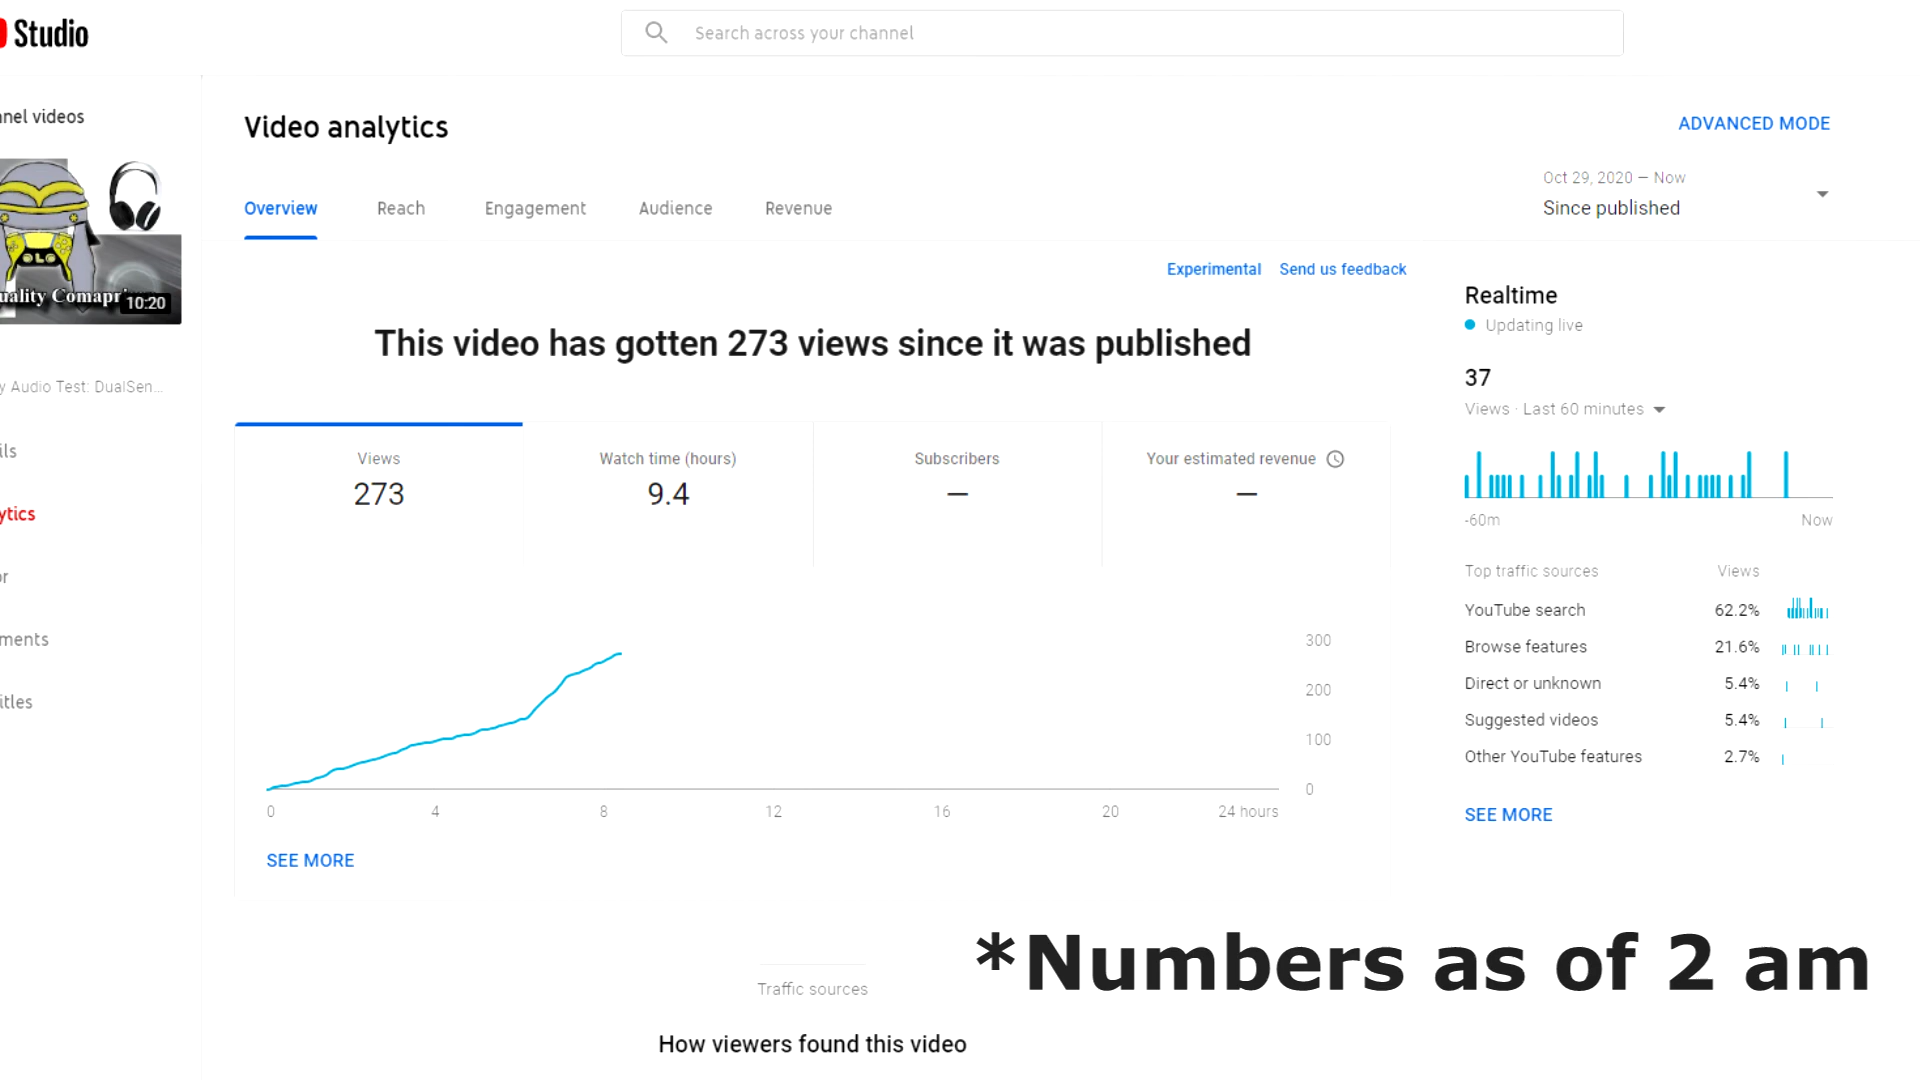 Studio
Search across your channel
nnel videos
Video analytics
ADVANCED MODE
Oct 29, 2020 – Now
Since published
Overview
Reach
Engagement
Audience
Revenue
uality Comapri
10:20
y Audio Test: DualSen...
ils
ytics
or
ments
itles
Experimental
Send us feedback
This video has gotten 273 views since it was published
Views
273
Watch time (hours)
9.4
Subscribers
—
Your estimated revenue
—
300
200
100
0
0
4
8
12
16
20
24 hours
SEE MORE
Realtime
Updating live
37
Views · Last 60 minutes
-60m
Now
Top traffic sources
Views
YouTube search
62.2%
Browse features
21.6%
Direct or unknown
5.4%
Suggested videos
5.4%
Other YouTube features
2.7%
SEE MORE
*Numbers as of 2 am
Traffic sources
How viewers found this video